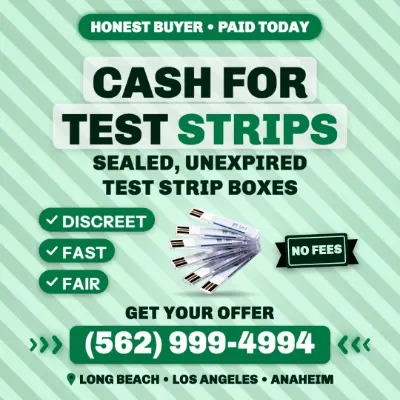 HONEST BUYER • PAID TODAY
CASH FOR
TEST STRIPS
SEALED, UNEXPIRED
TEST STRIP BOXES
DISCREET
FAST
FAIR
NO FEES
GET YOUR OFFER
(562) 999-4994
LONG BEACH • LOS ANGELES • ANAHEIM